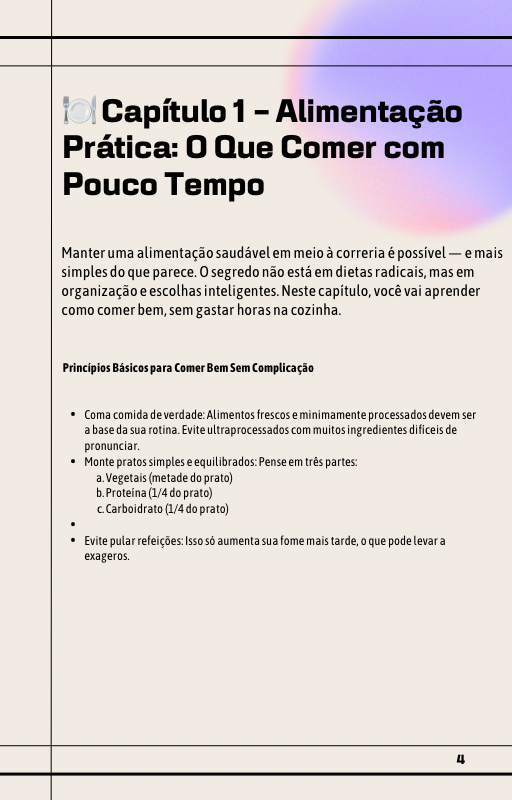 🍽️ Capítulo 1 – Alimentação
Prática: O Que Comer com
Pouco Tempo
Manter uma alimentação saudável em meio à correria é possível — e mais
simples do que parece. O segredo não está em dietas radicais, mas em
organização e escolhas inteligentes. Neste capítulo, você vai aprender
como comer bem, sem gastar horas na cozinha.
Princípios Básicos para Comer Bem Sem Complicação
• Coma comida de verdade: Alimentos frescos e minimamente processados devem ser
a base da sua rotina. Evite ultraprocessados com muitos ingredientes difíceis de
pronunciar.
• Monte pratos simples e equilibrados: Pense em três partes:
a. Vegetais (metade do prato)
b. Proteína (1/4 do prato)
c. Carboidrato (1/4 do prato)
•
• Evite pular refeições: Isso só aumenta sua fome mais tarde, o que pode levar a
exageros.
4